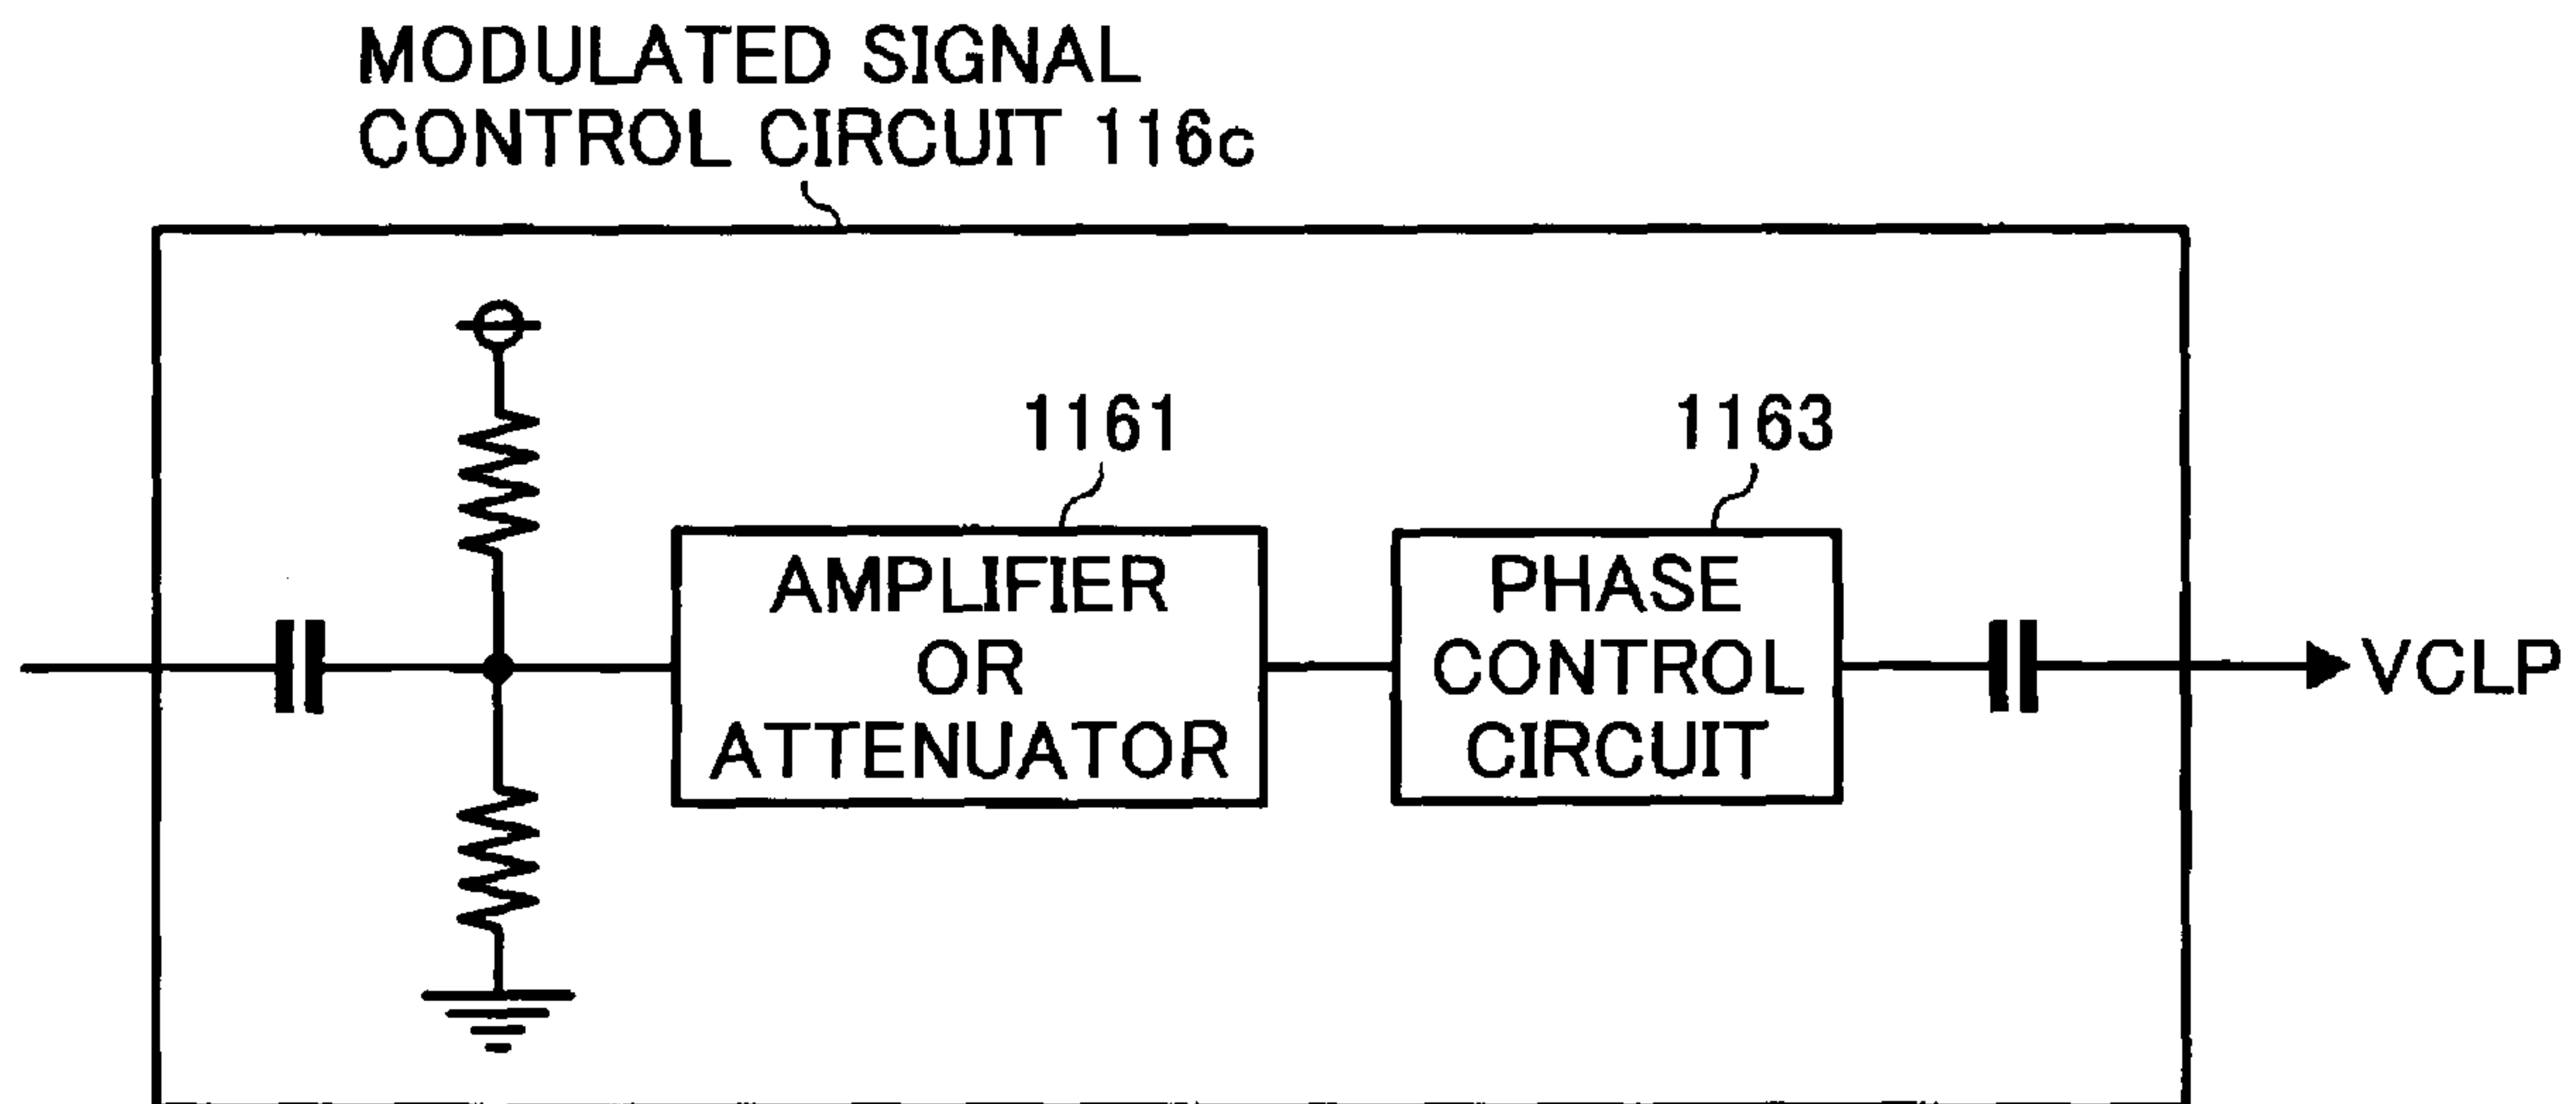 MODULATED SIGNAL
CONTROL CIRCUIT 116c
1161
1163
AMPLIFIER
OR
ATTENUATOR
PHASE
CONTROL
CIRCUIT
VCLP